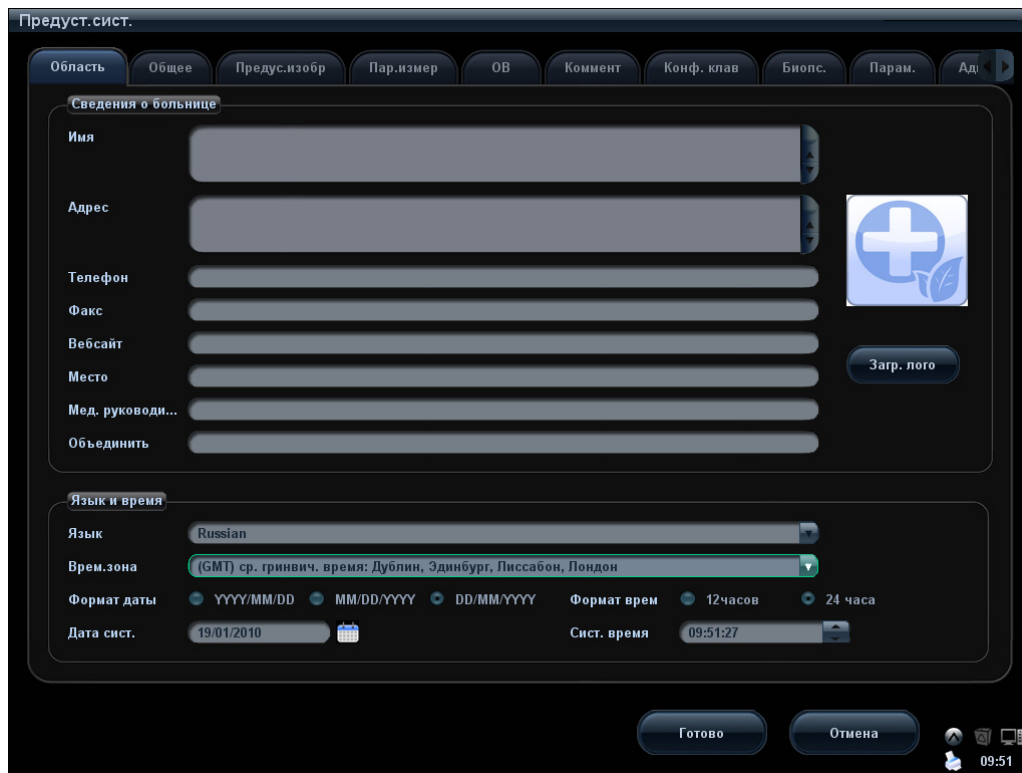 Предуст.сист.
Область Общее Предус.изобр Пар.измер ОВ Коммент Конф. клав Биопс. Парам.
Сведения о больнице
Имя
Адрес
Телефон
Факс
Вебсайт
Загр. лого
Место
Мед. руководи...
Объединить
Язык и время
Язык Russian
Врем.зона (GMT) ср. гринвич. время: Дублин, Эдинбург, Лиссабон, Лондон
Формат даты YYYY/MM/DD MM/DD/YYYY DD/MM/YYYY Формат врем 12часов 24 часа
Дата сист. 19/01/2010 Сист. время 09:51:27
Готово Отмена
09:51